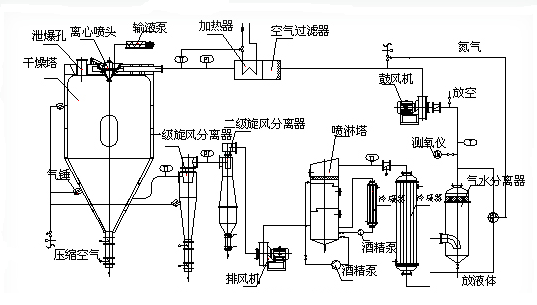 泄爆孔
离心喷头
输液泵
加热器
空气过滤器
氮气
干燥塔
鼓风机
放空
测氧仪
一级旋风分离器
二级旋风分离器
喷淋塔
气锤
冷凝器
冷凝器
气水分离器
压缩空气
排风机
酒精泵
酒精泵
放液体